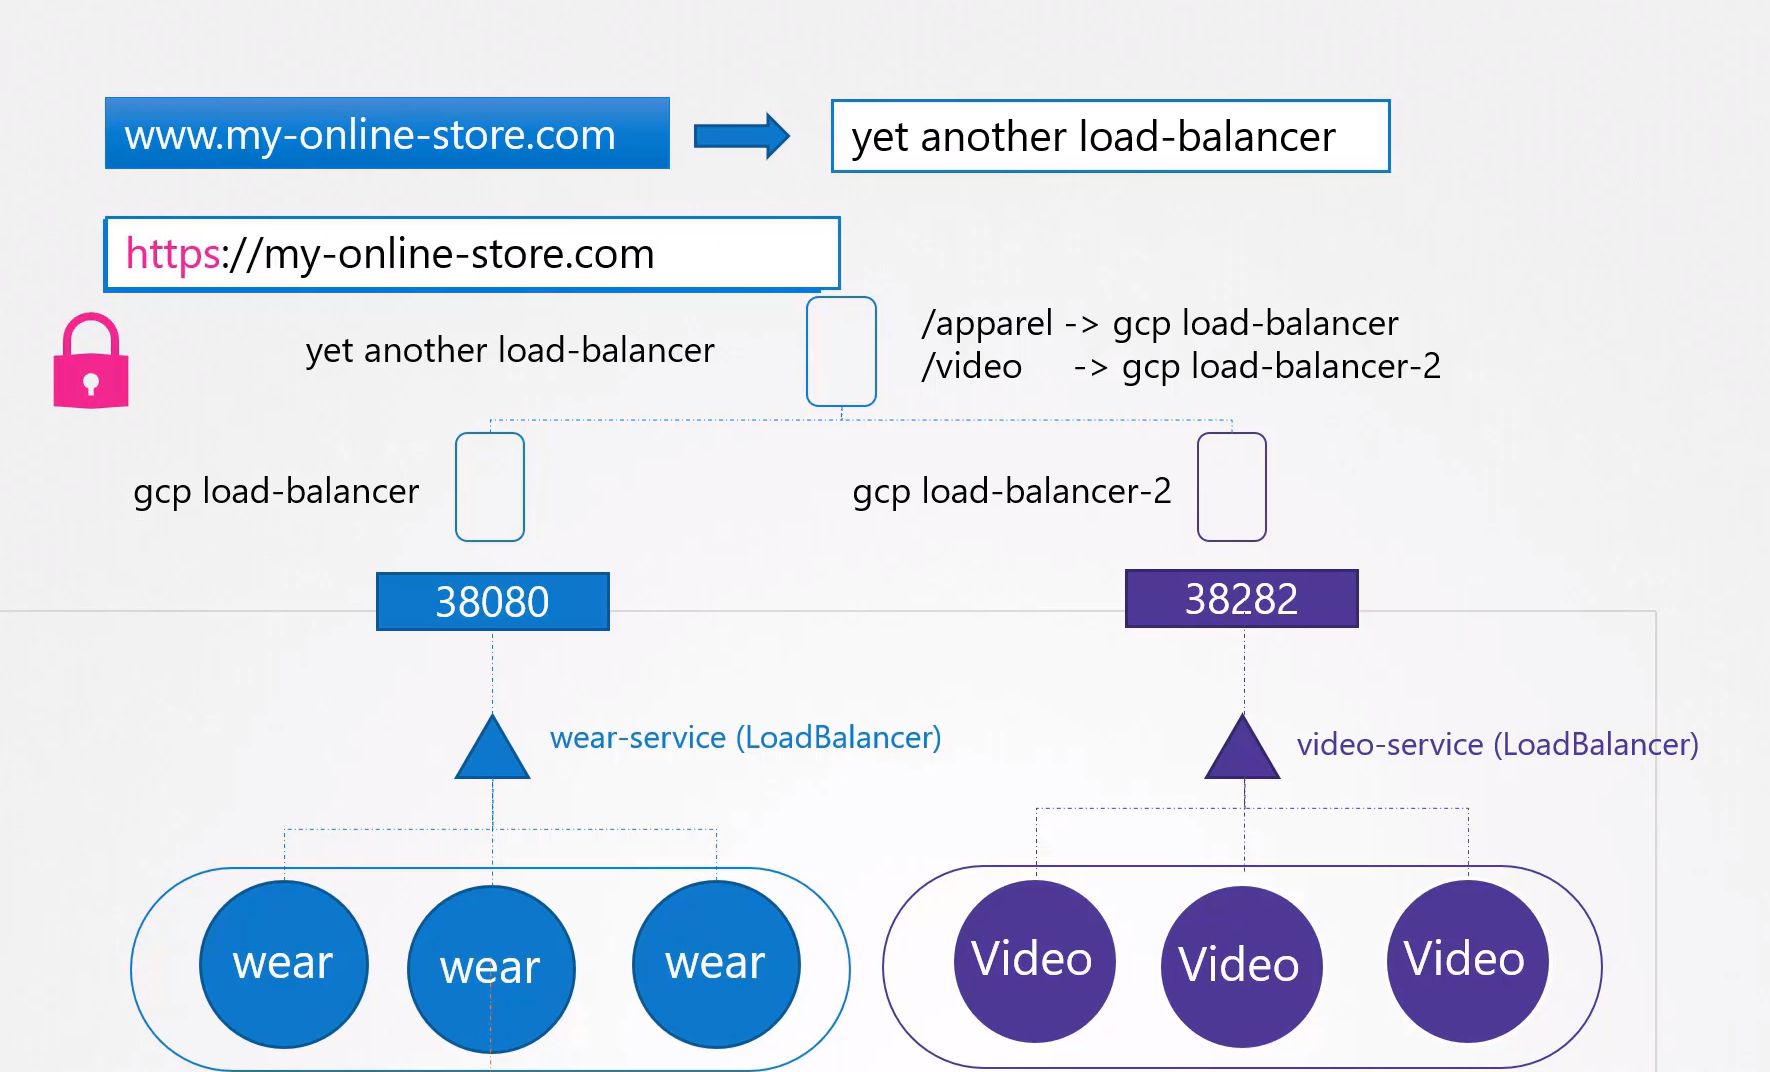 www.my-online-store.com
yet another load-balancer
https://my-online-store.com
yet another load-balancer
/apparel -> gcp load-balancer
/video -> gcp load-balancer-2
gcp load-balancer
gcp load-balancer-2
38080
38282
wear-service (LoadBalancer)
video-service (LoadBalancer)
wear
wear
wear
Video
Video
Video